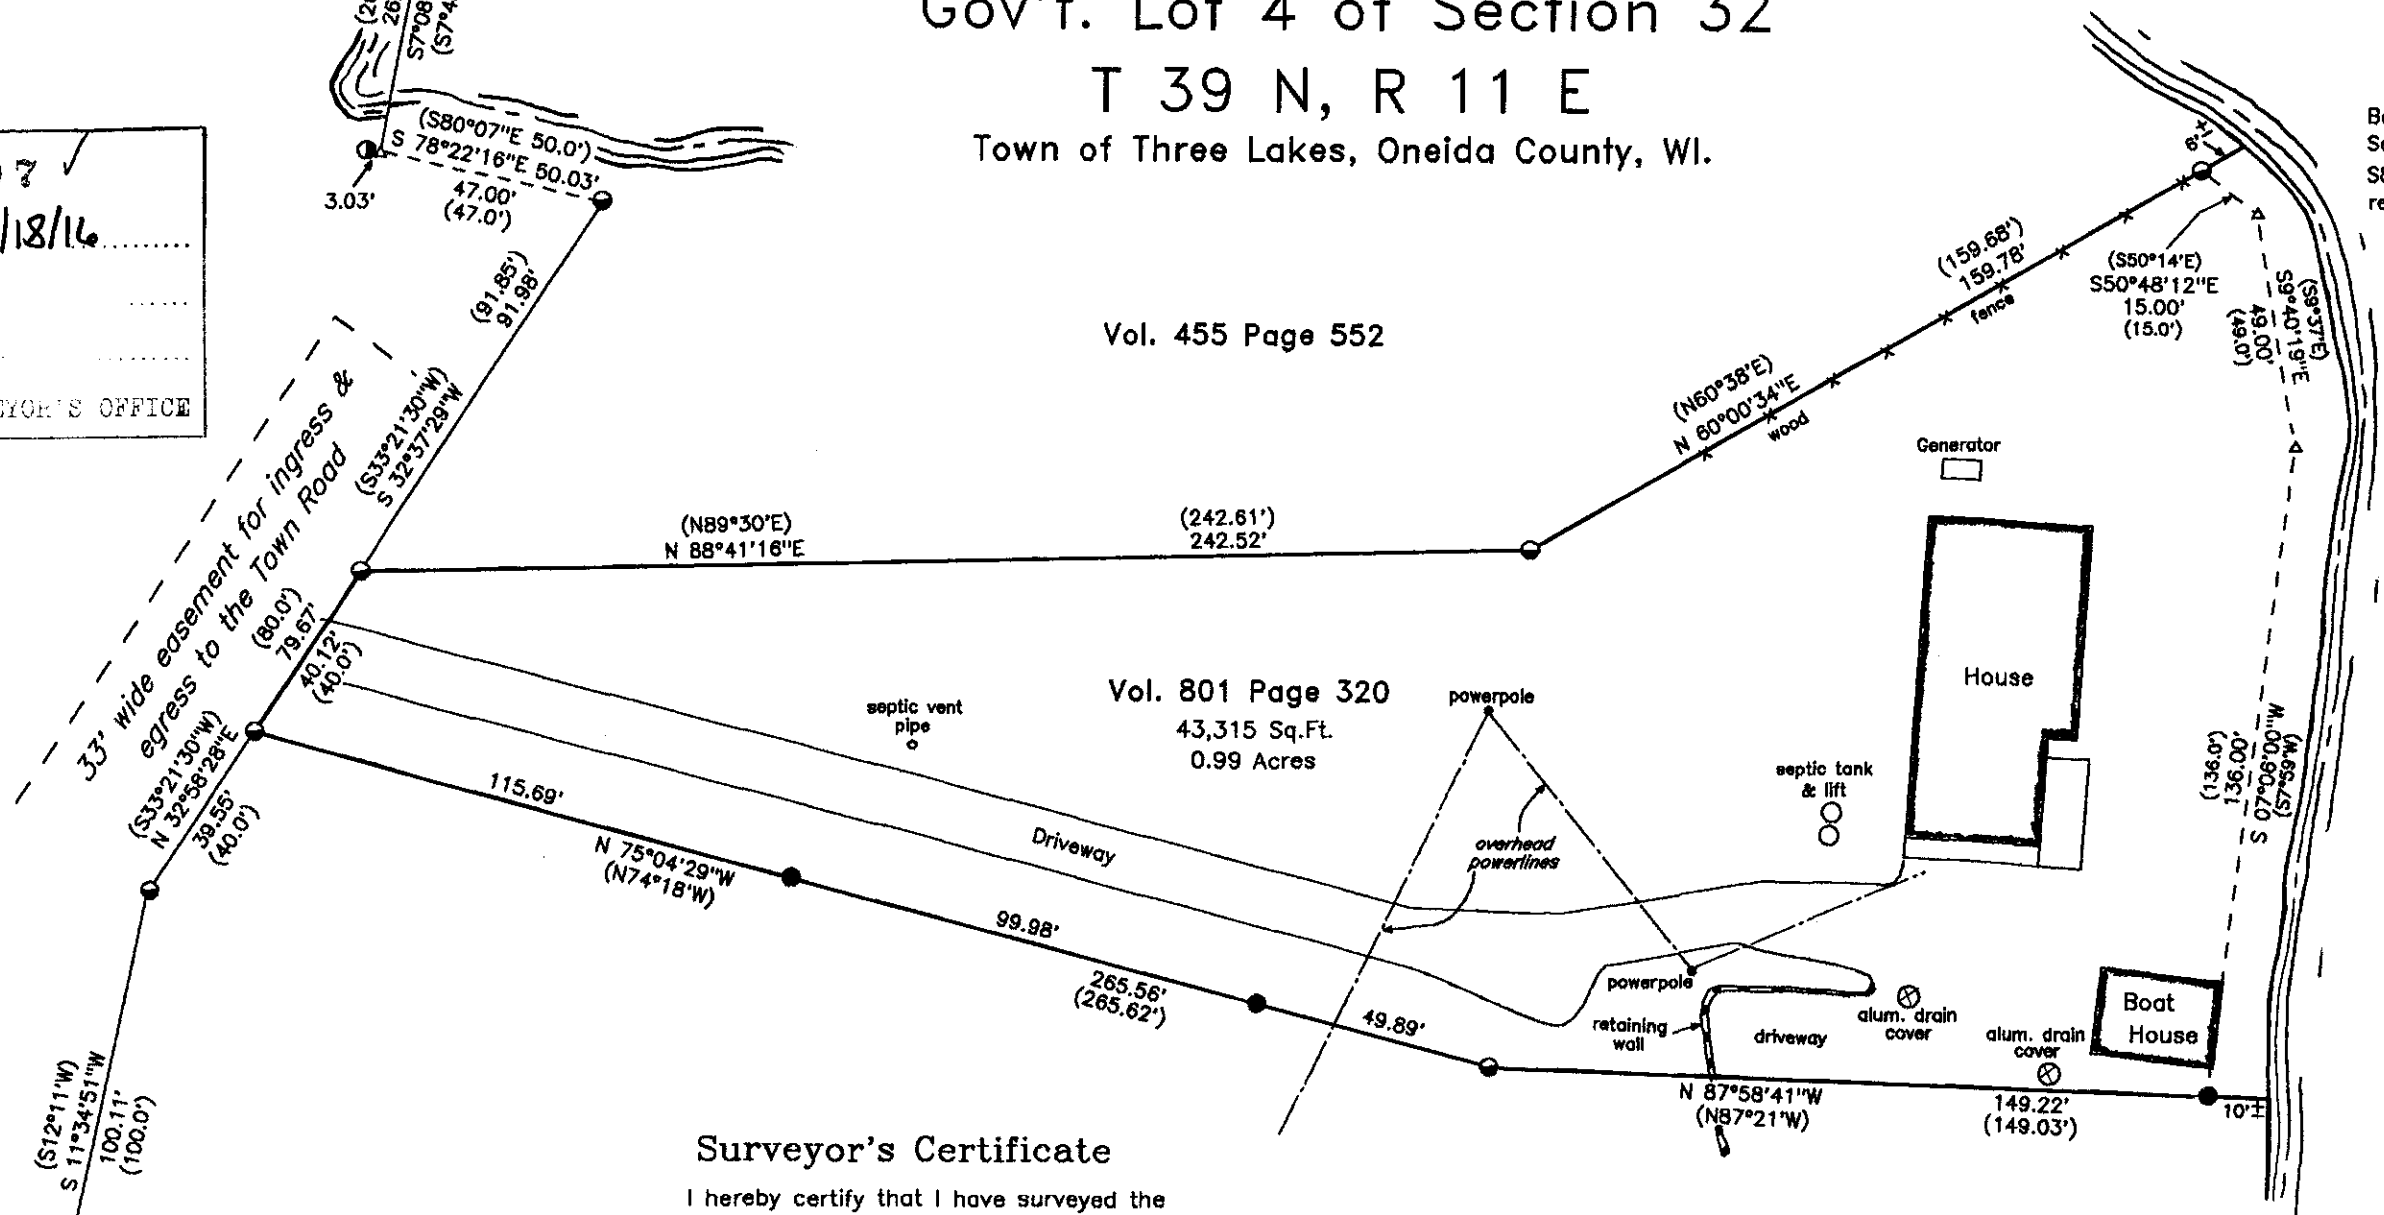 Gov't. Lot 4 of Section 32
T 39 N, R 11 E
Town of Three Lakes, Oneida County, WI.
7 ✓
/18/16
OFFICE
S7°08
(S80°07"E 50.0')
S 78°22'16"E 50.03'
47.00'
(47.0')
3.03'
(91.85')
91.98'
(S33°21'30"W)
S 32°37'29"W
33' wide easement for ingress &
egress to the Town Road
Vol. 455 Page 552
(159.68')
159.78'
fence
(N60°38'E)
N 60°00'34"E
wood
6'±
(S50°14'E)
S50°48'12"E
15.00'
(15.0')
(S9°37'E)
S9°40'19"E
49.00'
(49.0')
Generator
(N89°30'E)
N 88°41'16"E
(242.61')
242.52'
(80.0')
79.67'
40.12'
(40.0')
House
Vol. 801 Page 320
43,315 Sq.Ft.
0.99 Acres
septic vent
pipe
powerpole
septic tank
& lift
(136.0')
136.00'
S 07°06'00"W
(S7°59'W)
(S33°21'30"W)
N 32°58'28"E
39.55'
(40.0')
115.69'
N 75°04'29"W
(N74°18'W)
Driveway
overhead
powerlines
99.98'
265.56'
(265.62')
49.89'
powerpole
retaining
wall
driveway
alum. drain
cover
alum. drain
cover
Boat
House
N 87°58'41"W
(N87°21'W)
149.22'
(149.03')
10'±
(S12°11'W)
S 11°34'51"W
100.11'
(100.0')
Surveyor's Certificate
I hereby certify that I have surveyed the